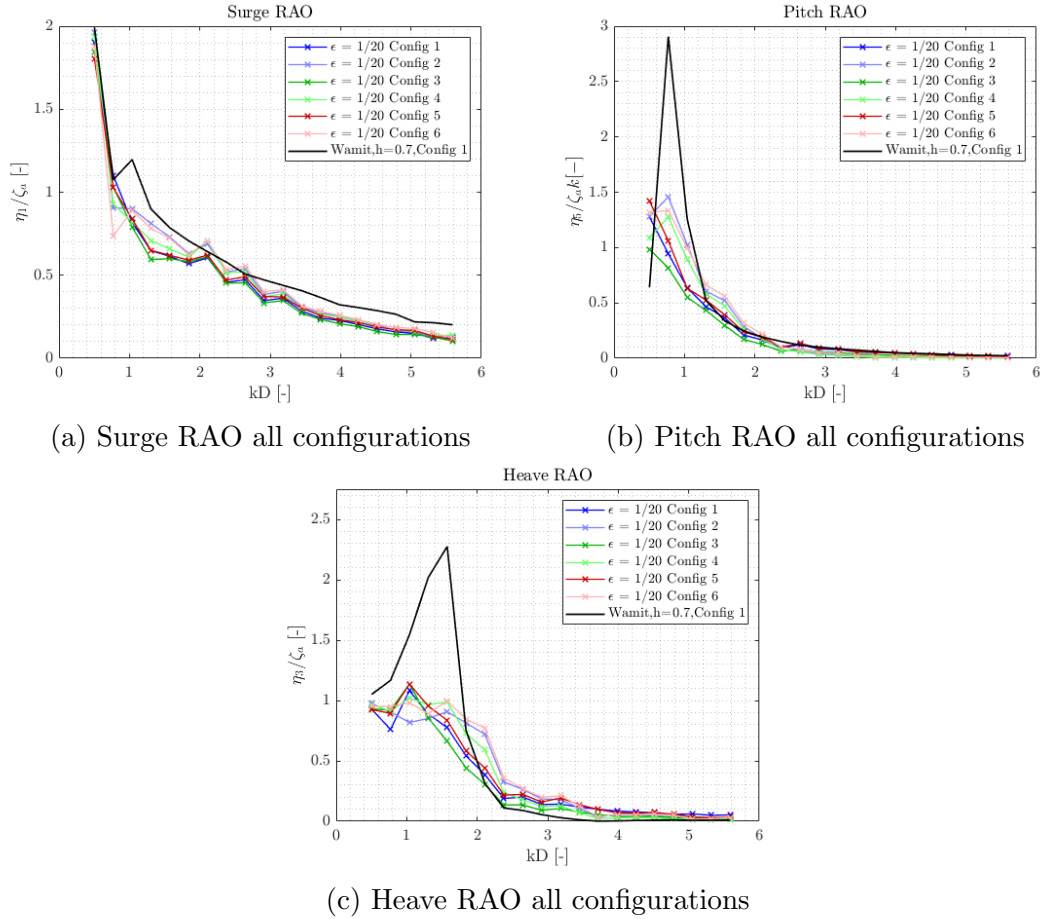 Surge RAO
2
1.5
1
0.5
0
0 1 2 3 4 5 6
η₁/ζₐ [-]
kD [-]
ϵ = 1/20 Config 1
ϵ = 1/20 Config 2
ϵ = 1/20 Config 3
ϵ = 1/20 Config 4
ϵ = 1/20 Config 5
ϵ = 1/20 Config 6
Wamit,h=0.7,Config 1
(a) Surge RAO all configurations
Pitch RAO
3
2.5
2
1.5
1
0.5
0
0 1 2 3 4 5 6
η₅/ζₐk[−]
kD [-]
ϵ = 1/20 Config 1
ϵ = 1/20 Config 2
ϵ = 1/20 Config 3
ϵ = 1/20 Config 4
ϵ = 1/20 Config 5
ϵ = 1/20 Config 6
Wamit,h=0.7,Config 1
(b) Pitch RAO all configurations
Heave RAO
2.5
2
1.5
1
0.5
0
0 1 2 3 4 5 6
η₃/ζₐ [-]
kD [-]
ϵ = 1/20 Config 1
ϵ = 1/20 Config 2
ϵ = 1/20 Config 3
ϵ = 1/20 Config 4
ϵ = 1/20 Config 5
ϵ = 1/20 Config 6
Wamit,h=0.7,Config 1
(c) Heave RAO all configurations